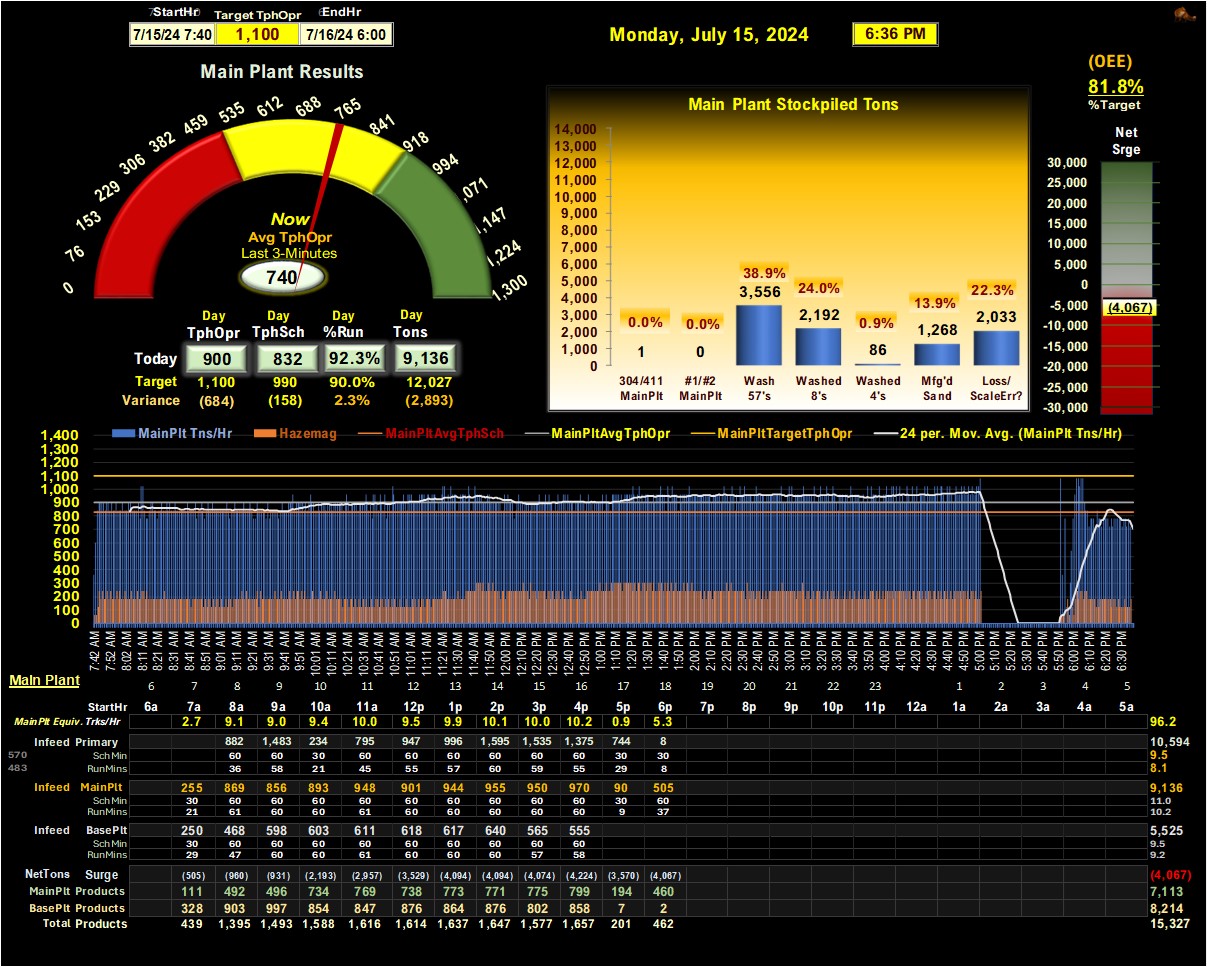 StartHr Target TphOpr EndHr
7/15/24 7:40 1,100 7/16/24 6:00
Monday, July 15, 2024 6:36 PM
(OEE)
81.8%
%Target
Main Plant Results
0 76 153 229 306 382 459 535 612 688 765 841 918 994 ,071 ,147 1,224 1,300
Now
Avg TphOpr
Last 3-Minutes
740
Day Day Day Day
TphOpr TphSch %Run Tons
Today 900 832 92.3% 9,136
Target 1,100 990 90.0% 12,027
Variance (684) (158) 2.3% (2,893)
Main Plant Stockpiled Tons
14,000
13,000
12,000
11,000
10,000
9,000
8,000
7,000
6,000
5,000
4,000
3,000
2,000
1,000
0
0.0% 0.0% 38.9% 24.0% 0.9% 13.9% 22.3%
1 0 3,556 2,192 86 1,268 2,033
304/411 #1/#2 Wash Washed Washed Mfg'd Loss/
MainPlt MainPlt 57's 8's 4's Sand ScaleErr?
Net
Srge
30,000
25,000
20,000
15,000
10,000
5,000
0
-5,000
(4,067)
-10,000
-15,000
-20,000
-25,000
-30,000
MainPlt Tns/Hr Hazemag MainPltAvgTphSch MainPltAvgTphOpr MainPltTargetTphOpr 24 per. Mov. Avg. (MainPlt Tns/Hr)
1,400
1,300
1,200
1,100
1,000
900
800
700
600
500
400
300
200
100
0
7:42 AM 7:52 AM 8:02 AM 8:11 AM 8:21 AM 8:31 AM 8:41 AM 8:51 AM 9:01 AM 9:11 AM 9:21 AM 9:31 AM 9:41 AM 9:51 AM 10:01 AM 10:11 AM 10:21 AM 10:31 AM 10:41 AM 10:51 AM 11:01 AM 11:11 AM 11:21 AM 11:30 AM 11:40 AM 11:50 AM 12:00 PM 12:10 PM 12:20 PM 12:30 PM 12:40 PM 12:50 PM 1:00 PM 1:10 PM 1:20 PM 1:30 PM 1:40 PM 1:50 PM 2:00 PM 2:10 PM 2:20 PM 2:30 PM 2:40 PM 2:50 PM 3:00 PM 3:10 PM 3:20 PM 3:30 PM 3:40 PM 3:50 PM 4:00 PM 4:10 PM 4:20 PM 4:30 PM 4:40 PM 4:50 PM 5:00 PM 5:10 PM 5:20 PM 5:30 PM 5:40 PM 5:50 PM 6:00 PM 6:10 PM 6:20 PM 6:30 PM
Main Plant 6 7 8 9 10 11 12 13 14 15 16 17 18 19 20 21 22 23 1 2 3 4 5
StartHr 6a 7a 8a 9a 10a 11a 12p 1p 2p 3p 4p 5p 6p 7p 8p 9p 10p 11p 12a 1a 2a 3a 4a 5a
MainPlt Equiv. Trks/Hr 2.7 9.1 9.0 9.4 10.0 9.5 9.9 10.1 10.0 10.2 0.9 5.3 96.2
Infeed Primary 882 1,483 234 795 947 996 1,595 1,535 1,375 744 8 10,594
570 SchMin 60 60 30 60 60 60 60 60 60 30 30 9.5
483 RunMins 36 58 21 45 55 57 60 59 55 29 8 8.1
Infeed MainPlt 255 869 856 893 948 901 944 955 950 970 90 505 9,136
SchMin 30 60 60 60 60 60 60 60 60 60 30 60 11.0
RunMins 21 61 60 60 61 60 60 60 60 60 9 37 10.2
Infeed BasePlt 250 468 598 603 611 618 617 640 565 555 5,525
SchMin 30 60 60 60 60 60 60 60 60 60 9.5
RunMins 29 47 60 60 61 60 60 60 57 58 9.2
NetTons Surge (505) (960) (931) (2,193) (2,957) (3,529) (4,094) (4,094) (4,074) (4,224) (3,570) (4,067) (4,067)
MainPlt Products 111 492 496 734 769 738 773 771 775 799 194 460 7,113
BasePlt Products 328 903 997 854 847 876 864 876 802 858 7 2 8,214
Total Products 439 1,395 1,493 1,588 1,616 1,614 1,637 1,647 1,577 1,657 201 462 15,327